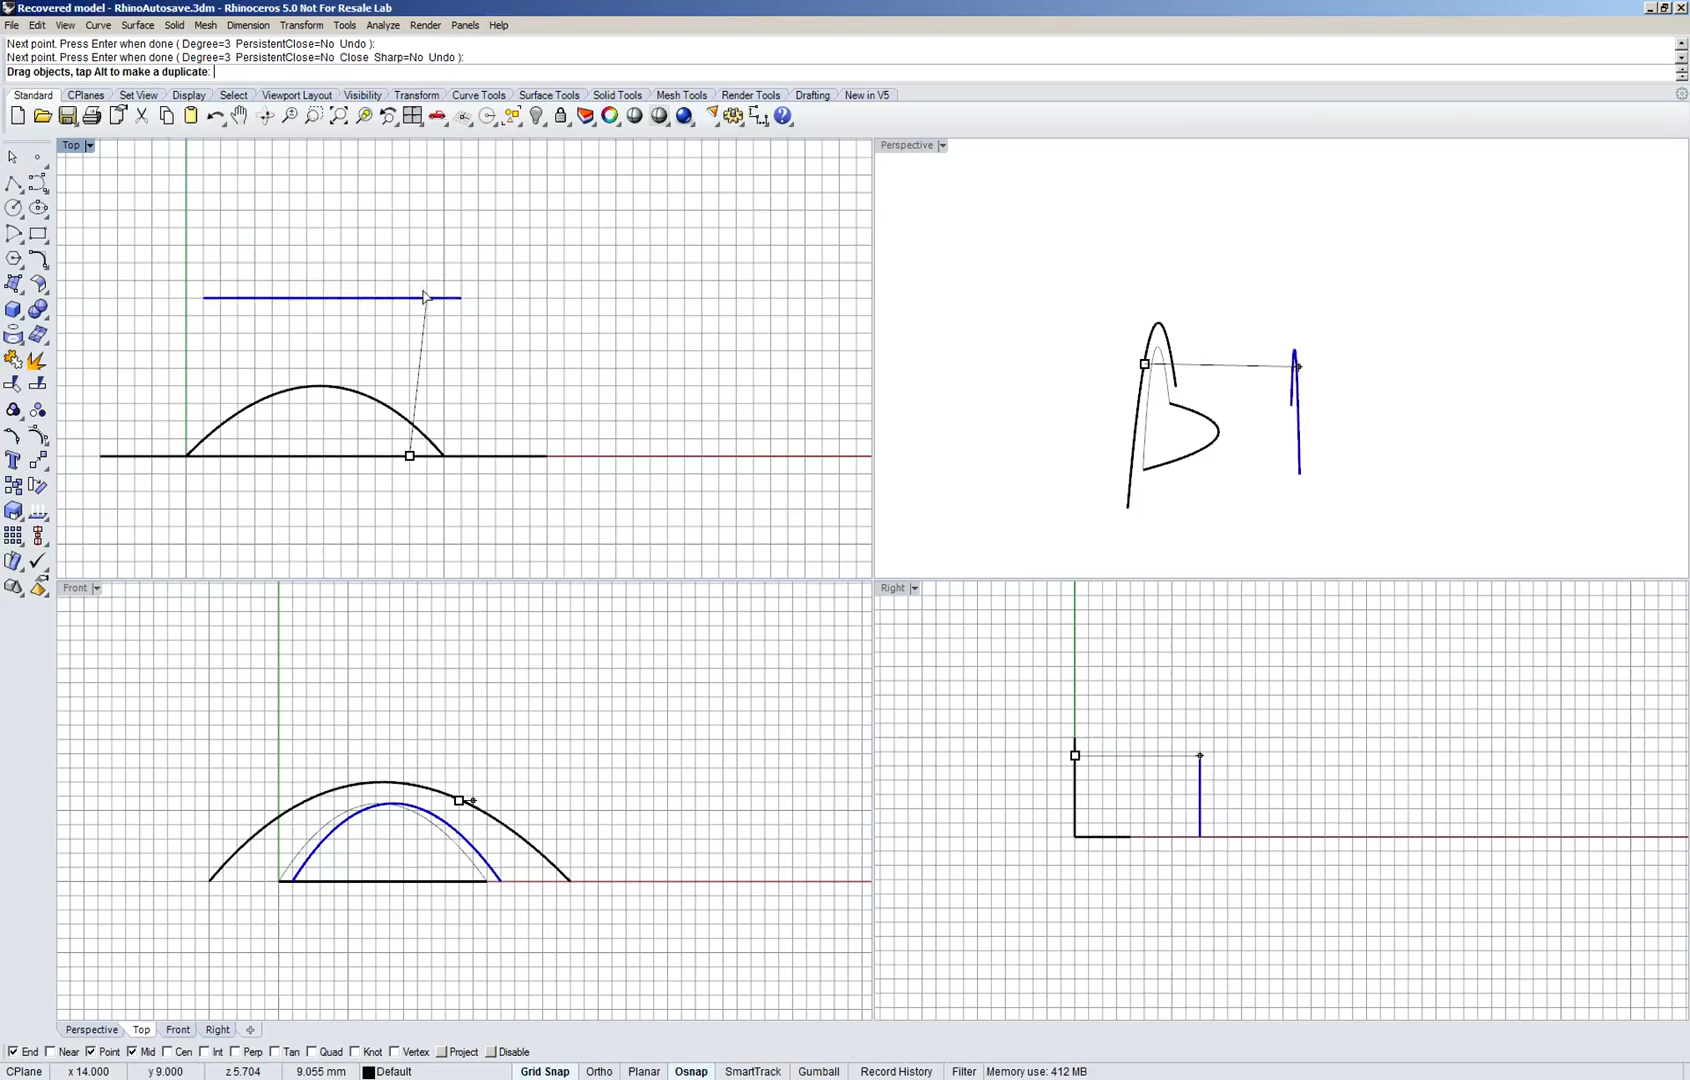 Recovered model - RhinoAutosave.3dm - Rhinoceros 5.0 Not For Resale Lab
File Edit View Curve Surface Solid Mesh Dimension Transform Tools Analyze Render Panels Help
Next point. Press Enter when done ( Degree=3 PersistentClose=No Undo ):
Next point. Press Enter when done ( Degree=3 PersistentClose=No Close Sharp=No Undo ):
Drag objects, tap Alt to make a duplicate:
Standard CPlanes Set View Display Select Viewport Layout Visibility Transform Curve Tools Surface Tools Solid Tools Mesh Tools Render Tools Drafting New in V5
Top
Perspective
Front
Right
Perspective Top Front Right
End Near Point Mid Cen Int Perp Tan Quad Knot Vertex Project Disable
CPlane x 14.000 y 9.000 z 5.704 9.055 mm Default Grid Snap Ortho Planar Osnap SmartTrack Gumball Record History Filter Memory use: 412 MB